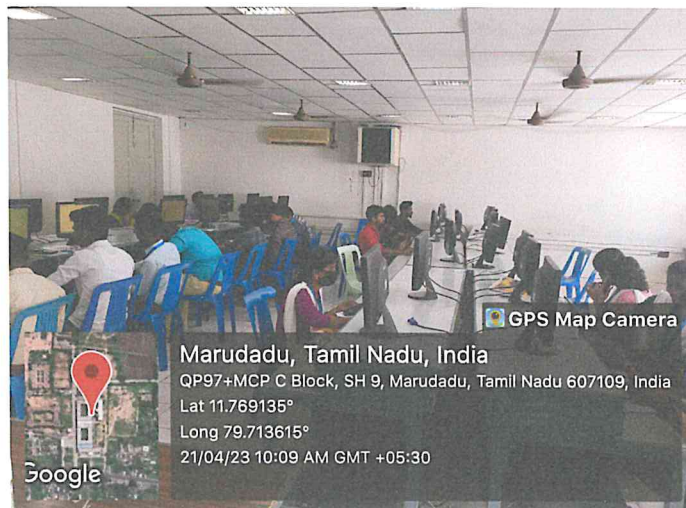 GPS Map Camera
Marudadu, Tamil Nadu, India
QP97+MCP C Block, SH 9, Marudadu, Tamil Nadu 607109, India
Lat 11.769135°
Long 79.713615°
21/04/23 10:09 AM GMT +05:30
Google